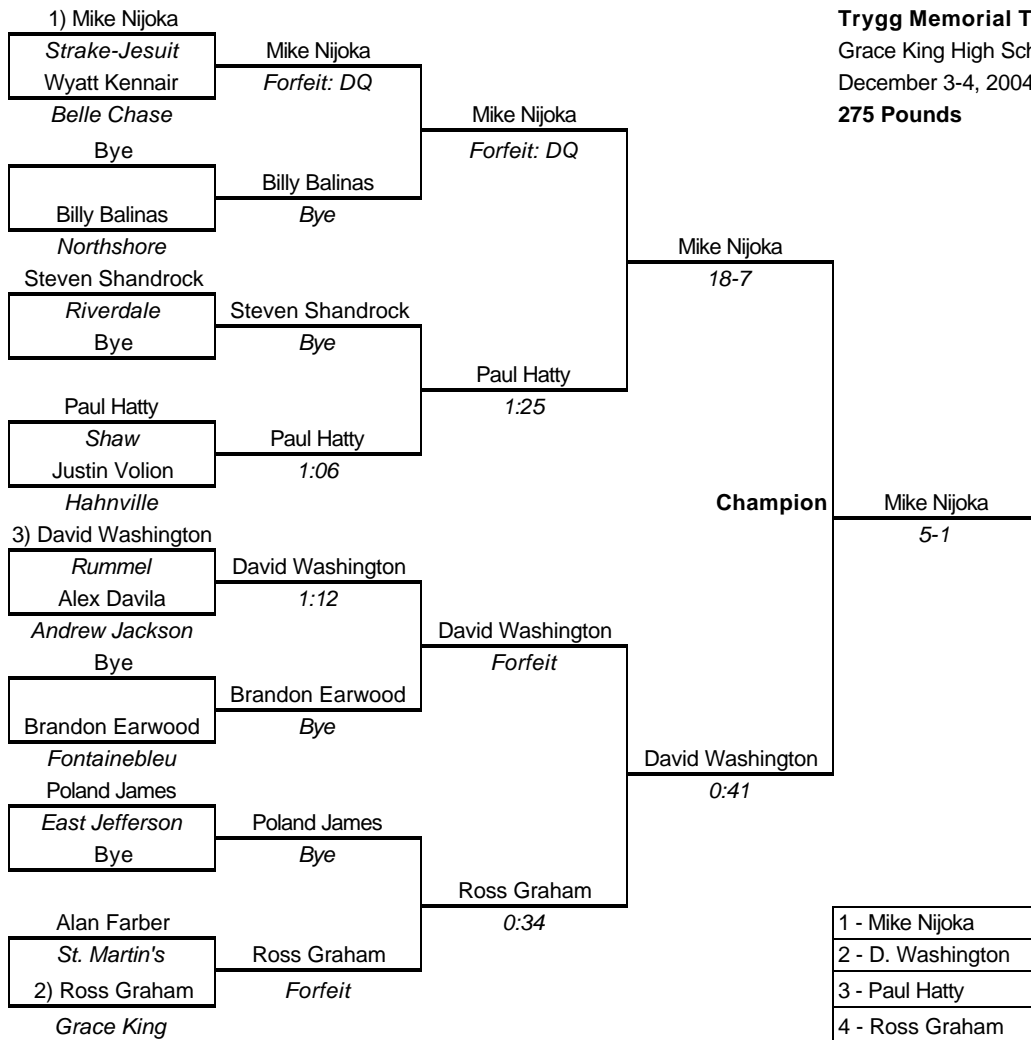 1) Mike Nijoka
Strake-Jesuit
Wyatt Kennair
Belle Chase
Bye
Billy Balinas
Northshore
Steven Shandrock
Riverdale
Bye
Paul Hatty
Shaw
Justin Volion
Hahnville
3) David Washington
Rummel
Alex Davila
Andrew Jackson
Bye
Brandon Earwood
Fontainebleu
Poland James
East Jefferson
Bye
Alan Farber
St. Martin's
2) Ross Graham
Grace King
Mike Nijoka
Forfeit: DQ
Billy Balinas
Bye
Steven Shandrock
Bye
Paul Hatty
1:06
David Washington
1:12
Brandon Earwood
Bye
Poland James
Bye
Ross Graham
Forfeit
Mike Nijoka
Forfeit: DQ
Paul Hatty
1:25
David Washington
Forfeit
Ross Graham
0:34
Mike Nijoka
18-7
David Washington
0:41
Champion
Mike Nijoka
5-1
Trygg Memorial T
Grace King High Sch
December 3-4, 2004
275 Pounds
1 - Mike Nijoka
2 - D. Washington
3 - Paul Hatty
4 - Ross Graham